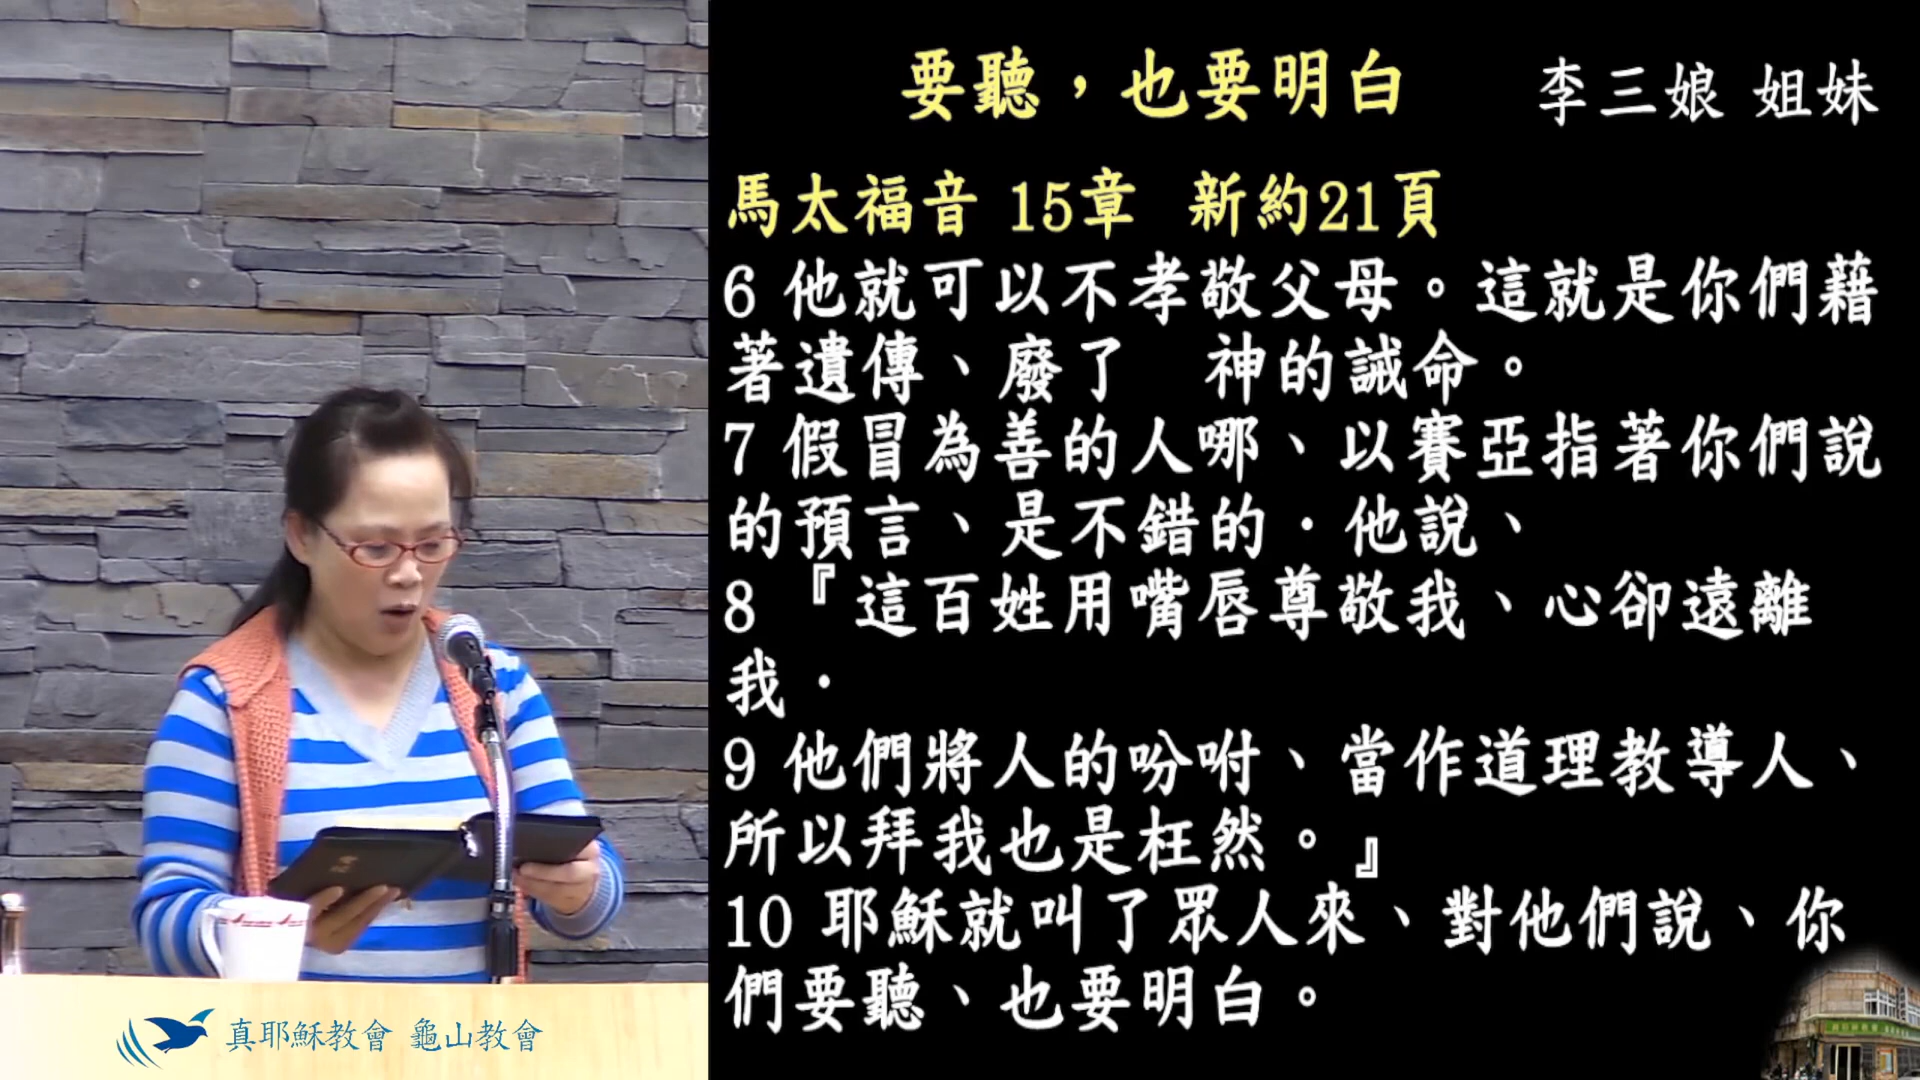 要聽，也要明白 李三娘 姐妹
馬太福音 15章 新約21頁
6 他就可以不孝敬父母。這就是你們藉
著遺傳、廢了　神的誡命。
7 假冒為善的人哪、以賽亞指著你們說
的預言、是不錯的．他說、
8 『這百姓用嘴唇尊敬我、心卻遠離
我．
9 他們將人的吩咐、當作道理教導人、
所以拜我也是枉然。』
10 耶穌就叫了眾人來、對他們說、你
們要聽、也要明白。
真耶穌教會 龜山教會